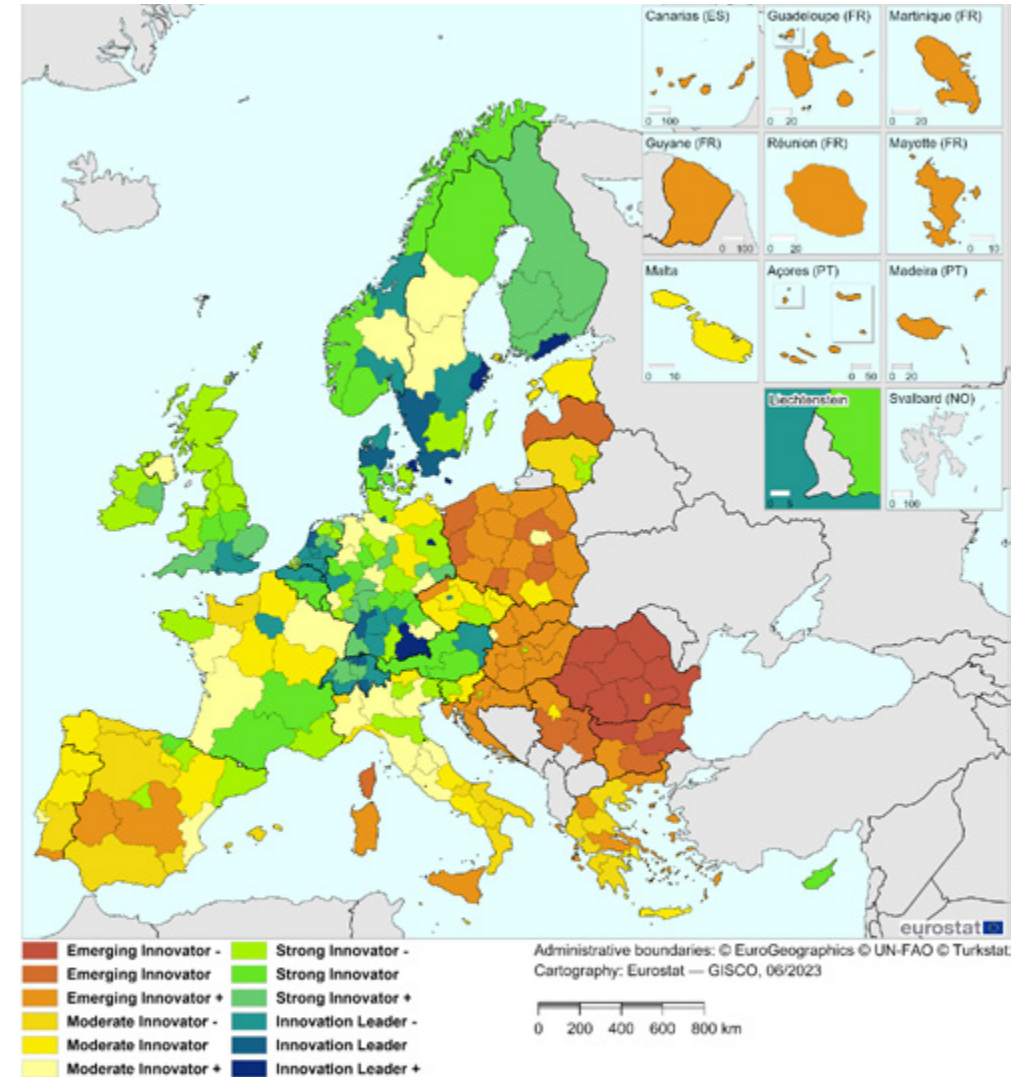 Canarias (ES)
0 100
Guadeloupe (FR)
0 20
Martinique (FR)
0 20
Guyane (FR)
0 100
Réunion (FR)
0 20
Mayotte (FR)
0 10
Malta
0 10
Açores (PT)
0 50
Madeira (PT)
0 20
Liechtenstein
0 5
Svalbard (NO)
0 100
eurostat
Emerging Innovator -
Emerging Innovator
Emerging Innovator +
Moderate Innovator -
Moderate Innovator
Moderate Innovator +
Strong Innovator -
Strong Innovator
Strong Innovator +
Innovation Leader -
Innovation Leader
Innovation Leader +
Administrative boundaries: © EuroGeographics © UN-FAO © Turkstat
Cartography: Eurostat — GISCO, 06/2023
0 200 400 600 800 km